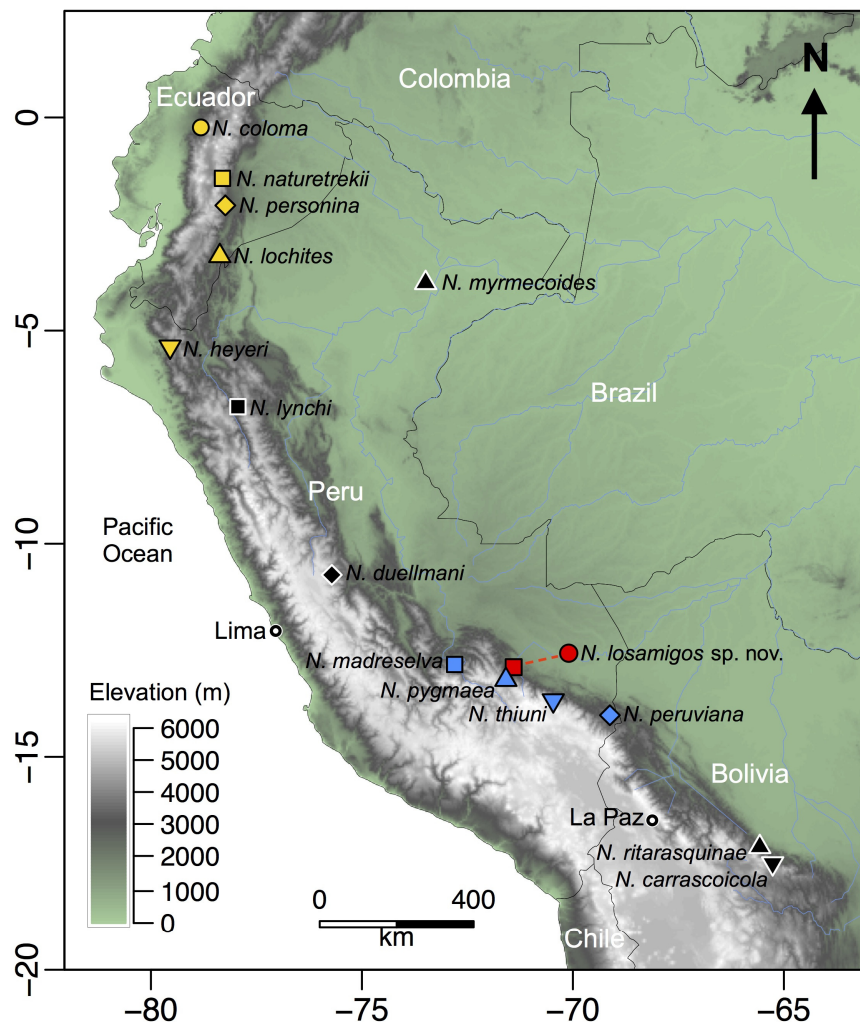 N
Colombia
Ecuador
N. coloma
N. naturetrekii
N. personina
N. lochites
N. myrmecoides
N. heyeri
Brazil
N. lynchi
Peru
Pacific
Ocean
N. duellmani
Lima
N. madreselva
N. losamigos sp. nov.
N. pygmaea
N. thiuni
N. peruviana
Elevation (m)
6000
5000
4000
3000
2000
1000
0
Bolivia
La Paz
N. ritarasquinae
N. carrascoicola
0 400
km
Chile
0
−5
−10
−15
−20
−80 −75 −70 −65